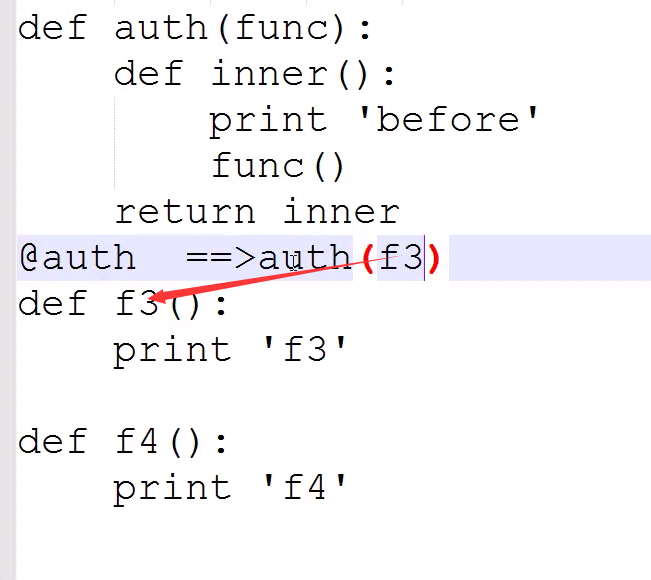 def auth(func):
    def inner():
        print 'before'
        func()
    return inner
@auth  ==>auth(f3)
def f3():
    print 'f3'

def f4():
    print 'f4'